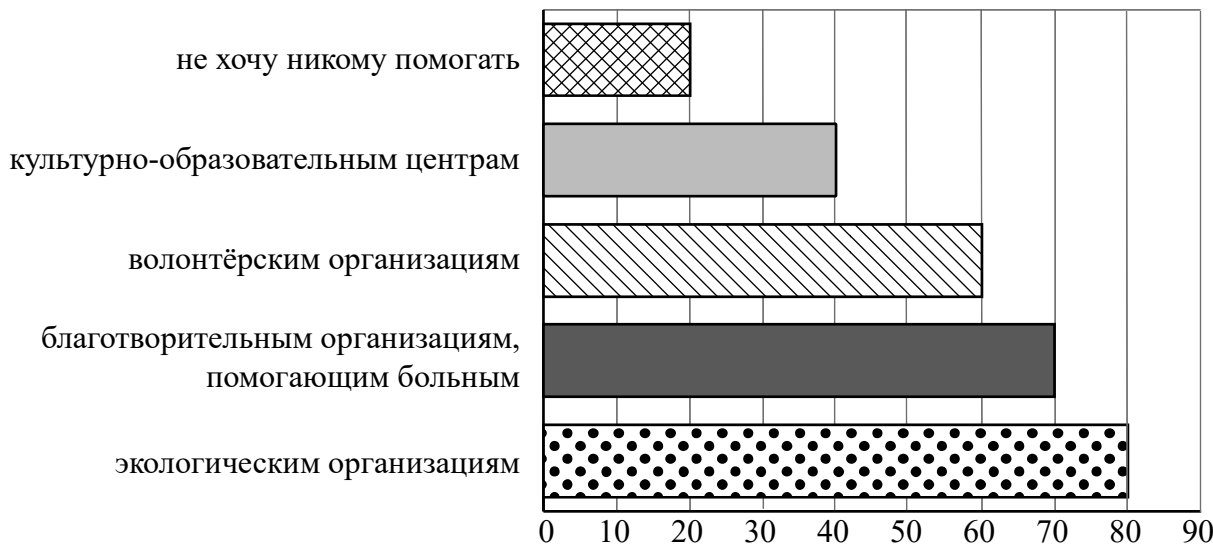 не хочу никому помогать
культурно-образовательным центрам
волонтёрским организациям
благотворительным организациям,
помогающим больным
экологическим организациям
0 10 20 30 40 50 60 70 80 90